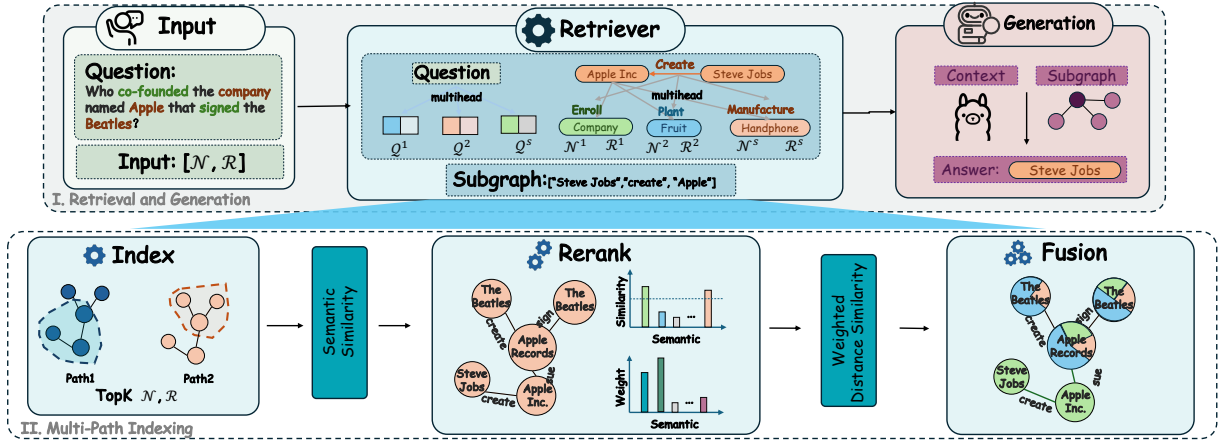 Input
Question:
Who co-founded the company
named Apple that signed the
Beatles?
Input: [𝒩, ℛ]
I. Retrieval and Generation
Retriever
Question
multihead
𝒬¹ 𝒬² 𝒬ˢ
Apple Inc Create Steve Jobs
multihead
Enroll Plant Manufacture
Company Fruit Handphone
𝒩¹ ℛ¹ 𝒩² ℛ² 𝒩ˢ ℛˢ
Subgraph:["Steve Jobs","create", "Apple"]
Generation
Context Subgraph
Answer: Steve Jobs
Index
Path1 Path2
TopK 𝒩, ℛ
II. Multi-Path Indexing
Semantic
Similarity
Rerank
The
Beatles
The
Beatles
create
sign
Apple
Records
sue
Steve
Jobs
create
Apple
Inc.
Similarity
...
Semantic
Weight
...
Semantic
Weighted
Distance Similarity
Fusion
The
Beatles
The
Beatles
create
sign
Apple
Records
sue
Steve
Jobs
create
Apple
Inc.